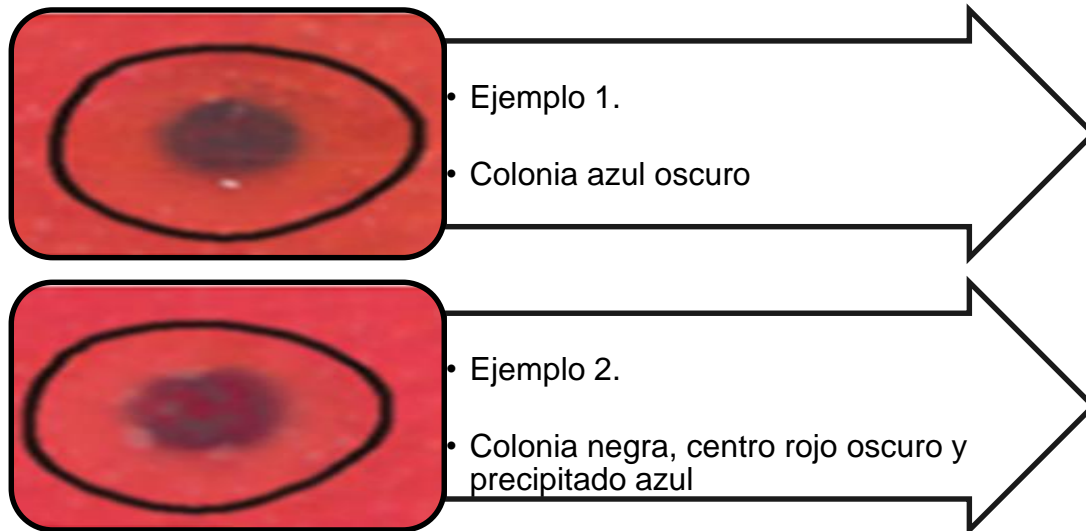 • Ejemplo 1.
• Colonia azul oscuro
• Ejemplo 2.
• Colonia negra, centro rojo oscuro y
precipitado azul